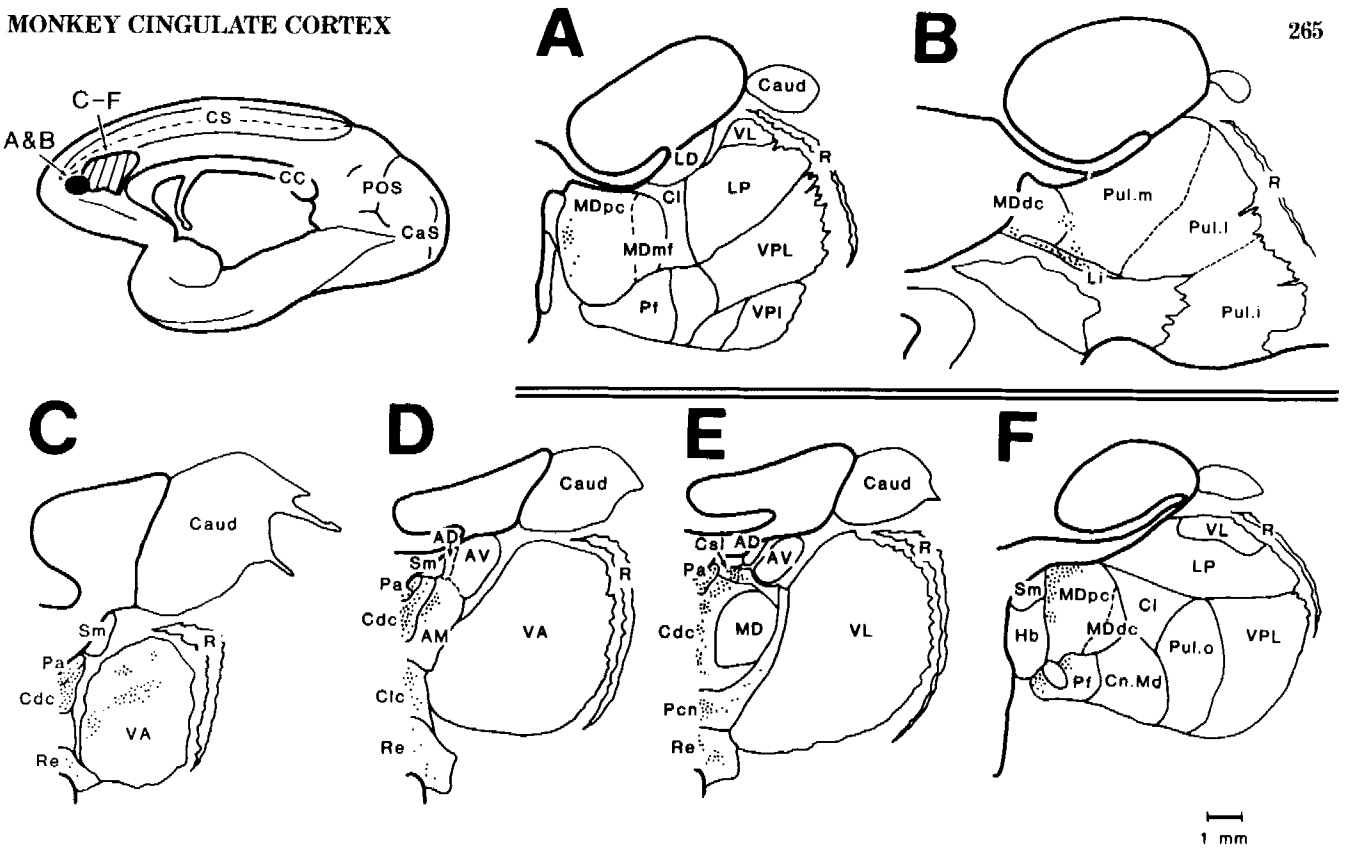 MONKEY CINGULATE CORTEX
265
C–F
A&B
CS
CC
POS
CaS
A
Caud
VL
R
LD
LP
Cl
MDpc
MDmf
VPL
Pf
VPI
B
R
Pul.m
MDdc
Pul.l
Li
Pul.i
C
Caud
Sm
R
Pa
Cdc
VA
Re
D
Caud
AD
AV
Sm
R
Pa
Cdc
AM
VA
Clc
Re
E
Caud
Csl AD
AV
R
Pa
Cdc
MD
VL
Pcn
Re
F
VL
R
LP
Sm
MDpc
Cl
Hb
MDdc
Pul.o
VPL
Pf
Cn.Md
1 mm